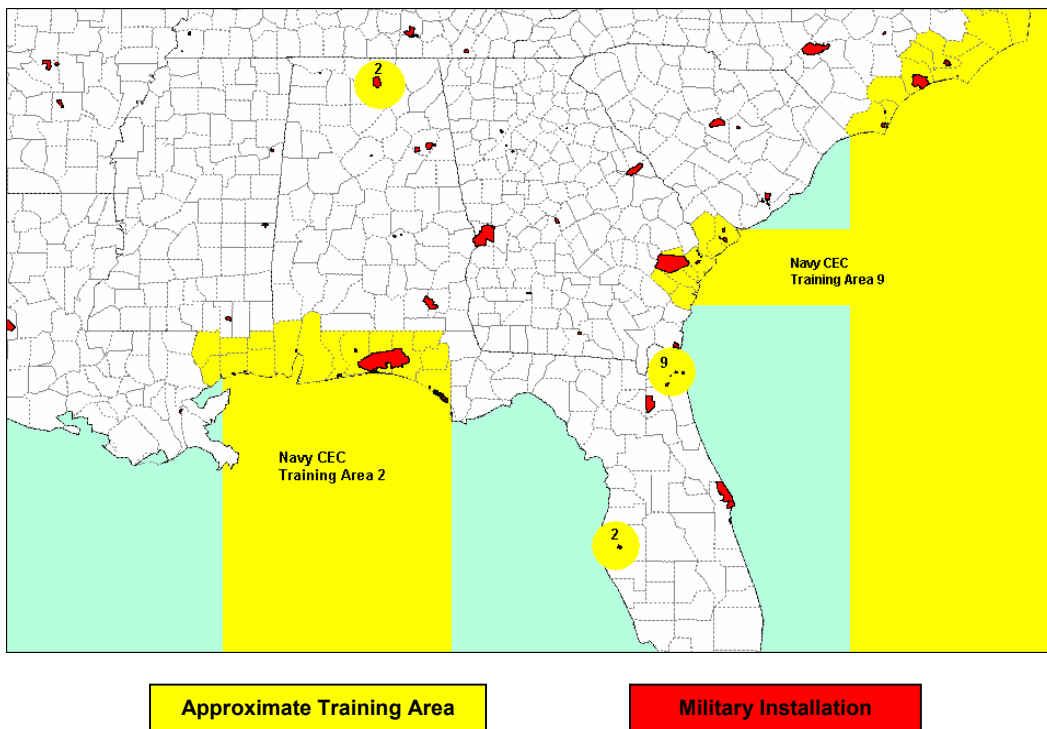 2
Navy CEC
Training Area 9
9
Navy CEC
Training Area 2
2
Approximate Training Area
Military Installation